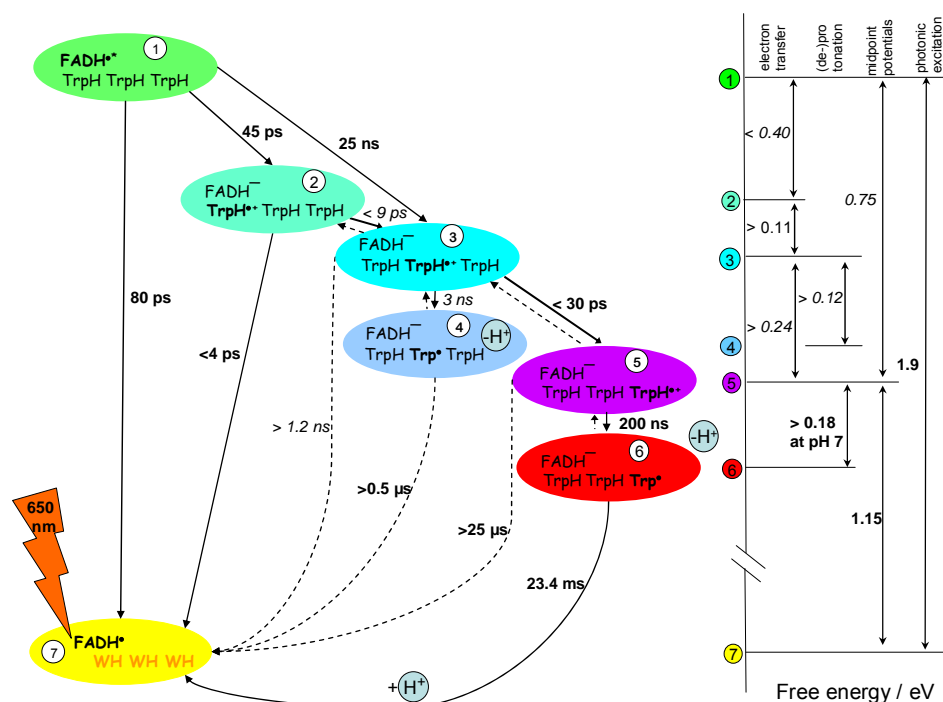 1
FADH•*
TrpH TrpH TrpH
45 ps
25 ns
80 ps
2
FADH¯
TrpH•+ TrpH TrpH
< 9 ps
3
FADH¯
TrpH TrpH•+ TrpH
3 ns
< 30 ps
4
FADH¯
-H+
TrpH Trp• TrpH
<4 ps
5
FADH¯
TrpH TrpH TrpH•+
> 1.2 ns
200 ns
-H+
6
FADH¯
TrpH TrpH Trp•
>0.5 µs
>25 µs
23.4 ms
650
nm
7
FADH•
WH WH WH
+ H+
electron
transfer
(de-)pro
tonation
midpoint
potentials
photonic
excitation
1
< 0.40
2
0.75
> 0.11
3
> 0.12
> 0.24
4
1.9
5
> 0.18
at pH 7
6
1.15
7
Free energy / eV